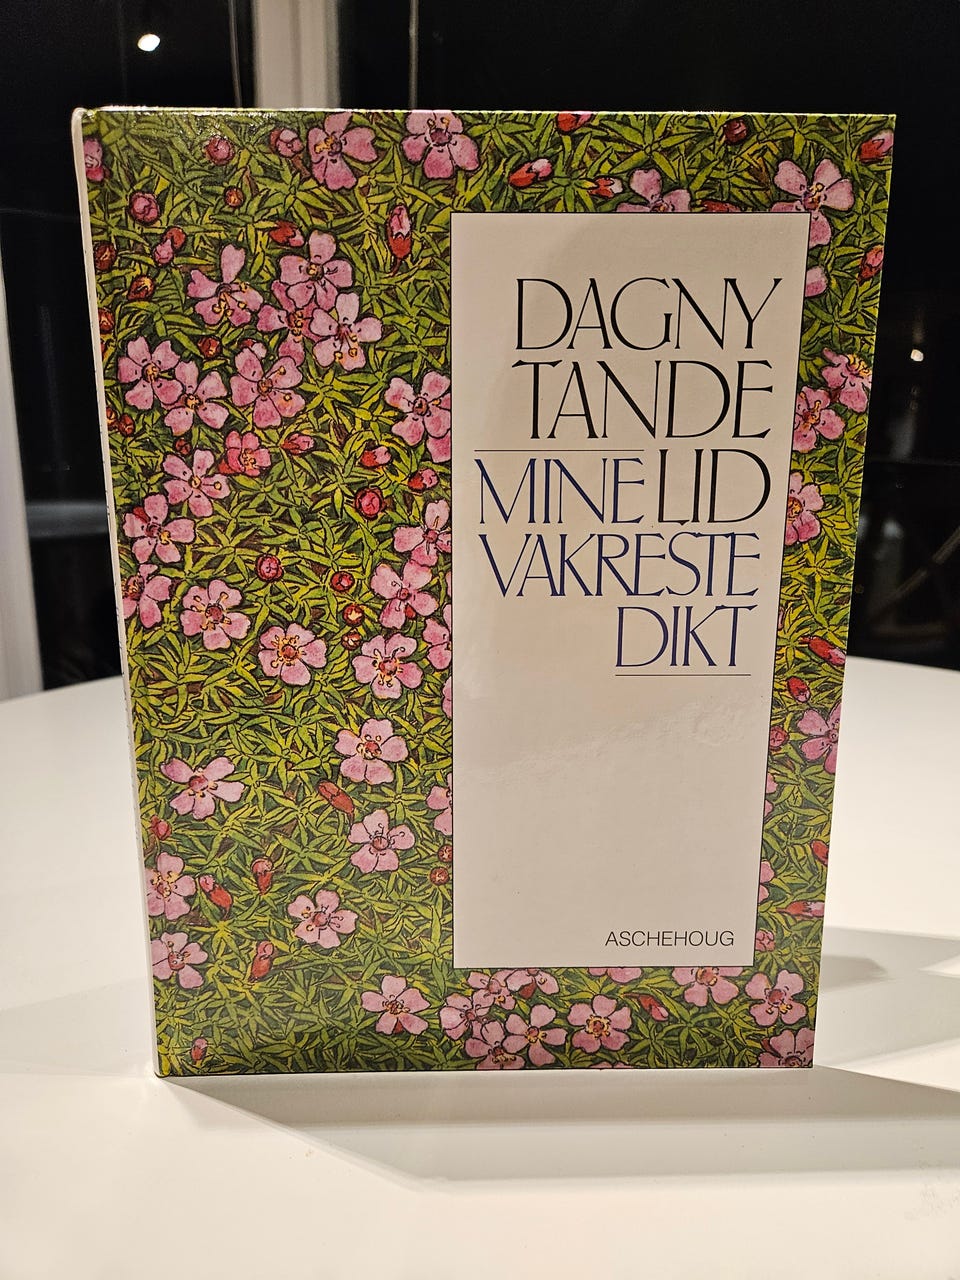 DAGNY
TANDE
MINE LID
VAKRESTE
DIKT
ASCHEHOUG